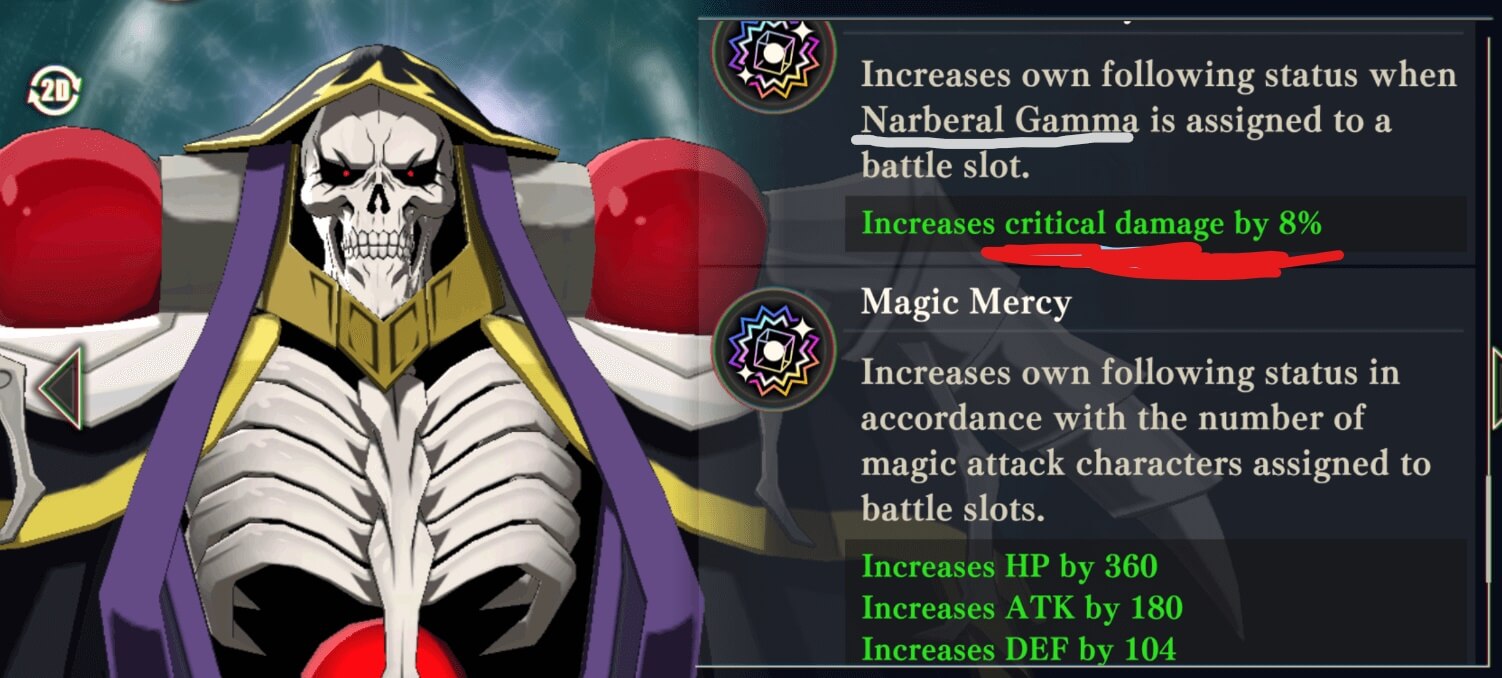 2D
Increases own following status when
Narberal Gamma is assigned to a
battle slot.
Increases critical damage by 8%
Magic Mercy
Increases own following status in
accordance with the number of
magic attack characters assigned to
battle slots.
Increases HP by 360
Increases ATK by 180
Increases DEF by 104